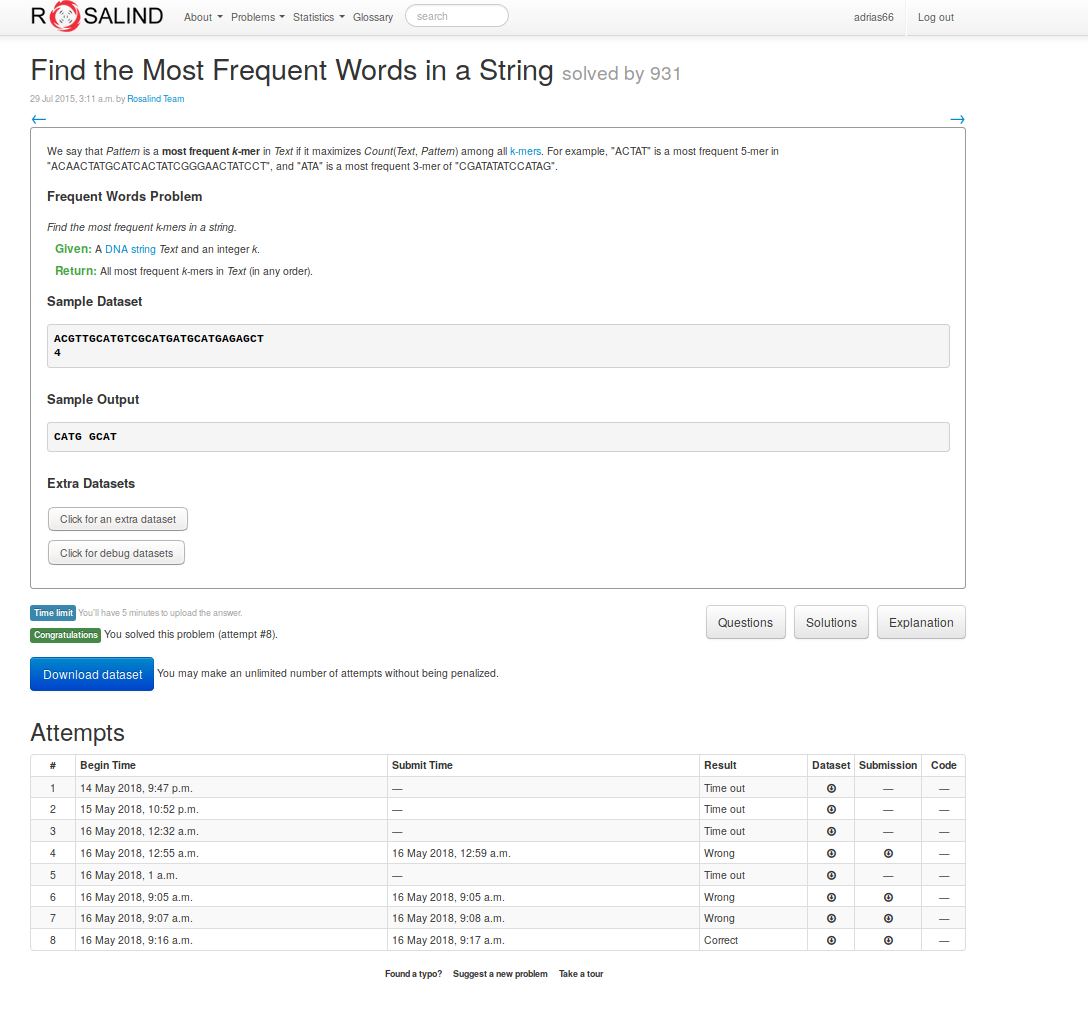 ROSALIND About Problems Statistics Glossary search adrias66 Log out
Find the Most Frequent Words in a String solved by 931
29 Jul 2015, 3:11 a.m. by Rosalind Team
← →
We say that Pattern is a most frequent k-mer in Text if it maximizes Count(Text, Pattern) among all k-mers. For example, "ACTAT" is a most frequent 5-mer in
"ACAACTATGCATCACTATCGGGAACTATCCT", and "ATA" is a most frequent 3-mer of "CGATATATCCATAG".
Frequent Words Problem
Find the most frequent k-mers in a string.
Given: A DNA string Text and an integer k.
Return: All most frequent k-mers in Text (in any order).
Sample Dataset
ACGTTGCATGTCGCATGATGCATGAGAGCT
4
Sample Output
CATG GCAT
Extra Datasets
Click for an extra dataset
Click for debug datasets
Time limit You'll have 5 minutes to upload the answer.
Congratulations You solved this problem (attempt #8).
Questions Solutions Explanation
Download dataset You may make an unlimited number of attempts without being penalized.
Attempts
# Begin Time Submit Time Result Dataset Submission Code
1 14 May 2018, 9:47 p.m. — Time out — —
2 15 May 2018, 10:52 p.m. — Time out — —
3 16 May 2018, 12:32 a.m. — Time out — —
4 16 May 2018, 12:55 a.m. 16 May 2018, 12:59 a.m. Wrong —
5 16 May 2018, 1 a.m. — Time out — —
6 16 May 2018, 9:05 a.m. 16 May 2018, 9:05 a.m. Wrong —
7 16 May 2018, 9:07 a.m. 16 May 2018, 9:08 a.m. Wrong —
8 16 May 2018, 9:16 a.m. 16 May 2018, 9:17 a.m. Correct —
Found a typo? Suggest a new problem Take a tour